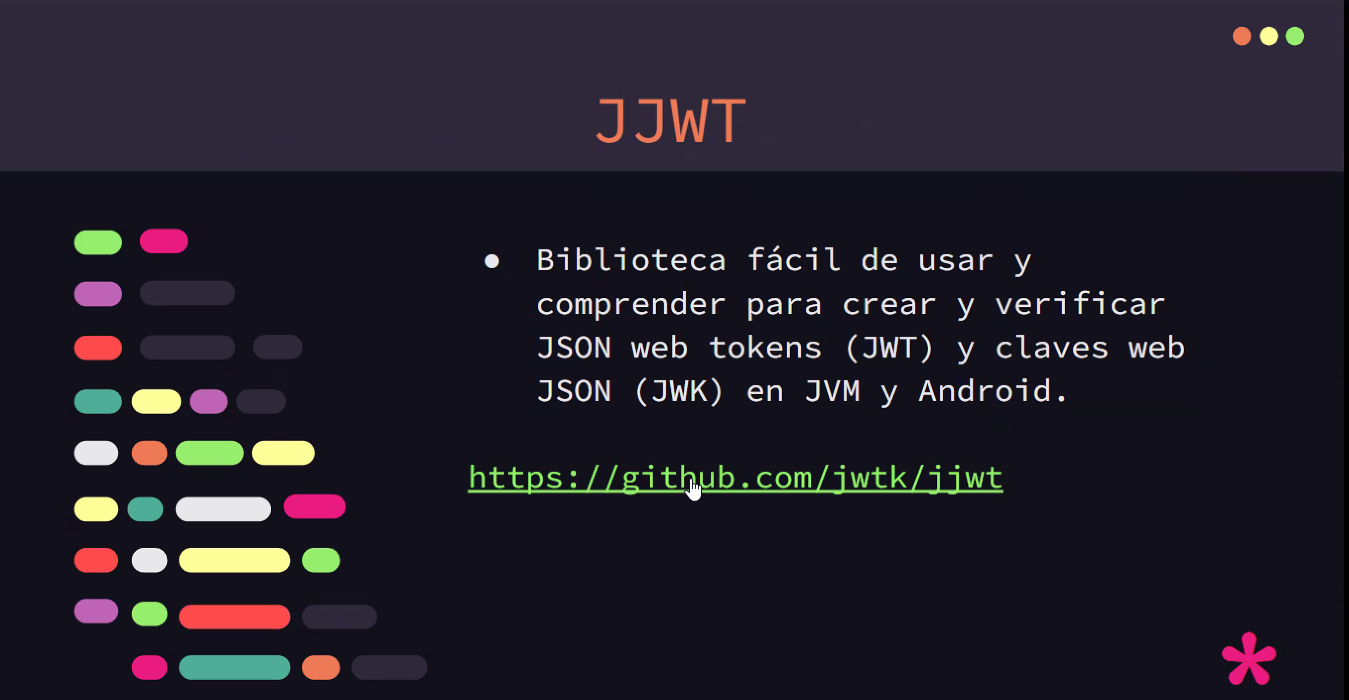 JJWT
● Biblioteca fácil de usar y
comprender para crear y verificar
JSON web tokens (JWT) y claves web
JSON (JWK) en JVM y Android.
https://github.com/jwtk/jjwt